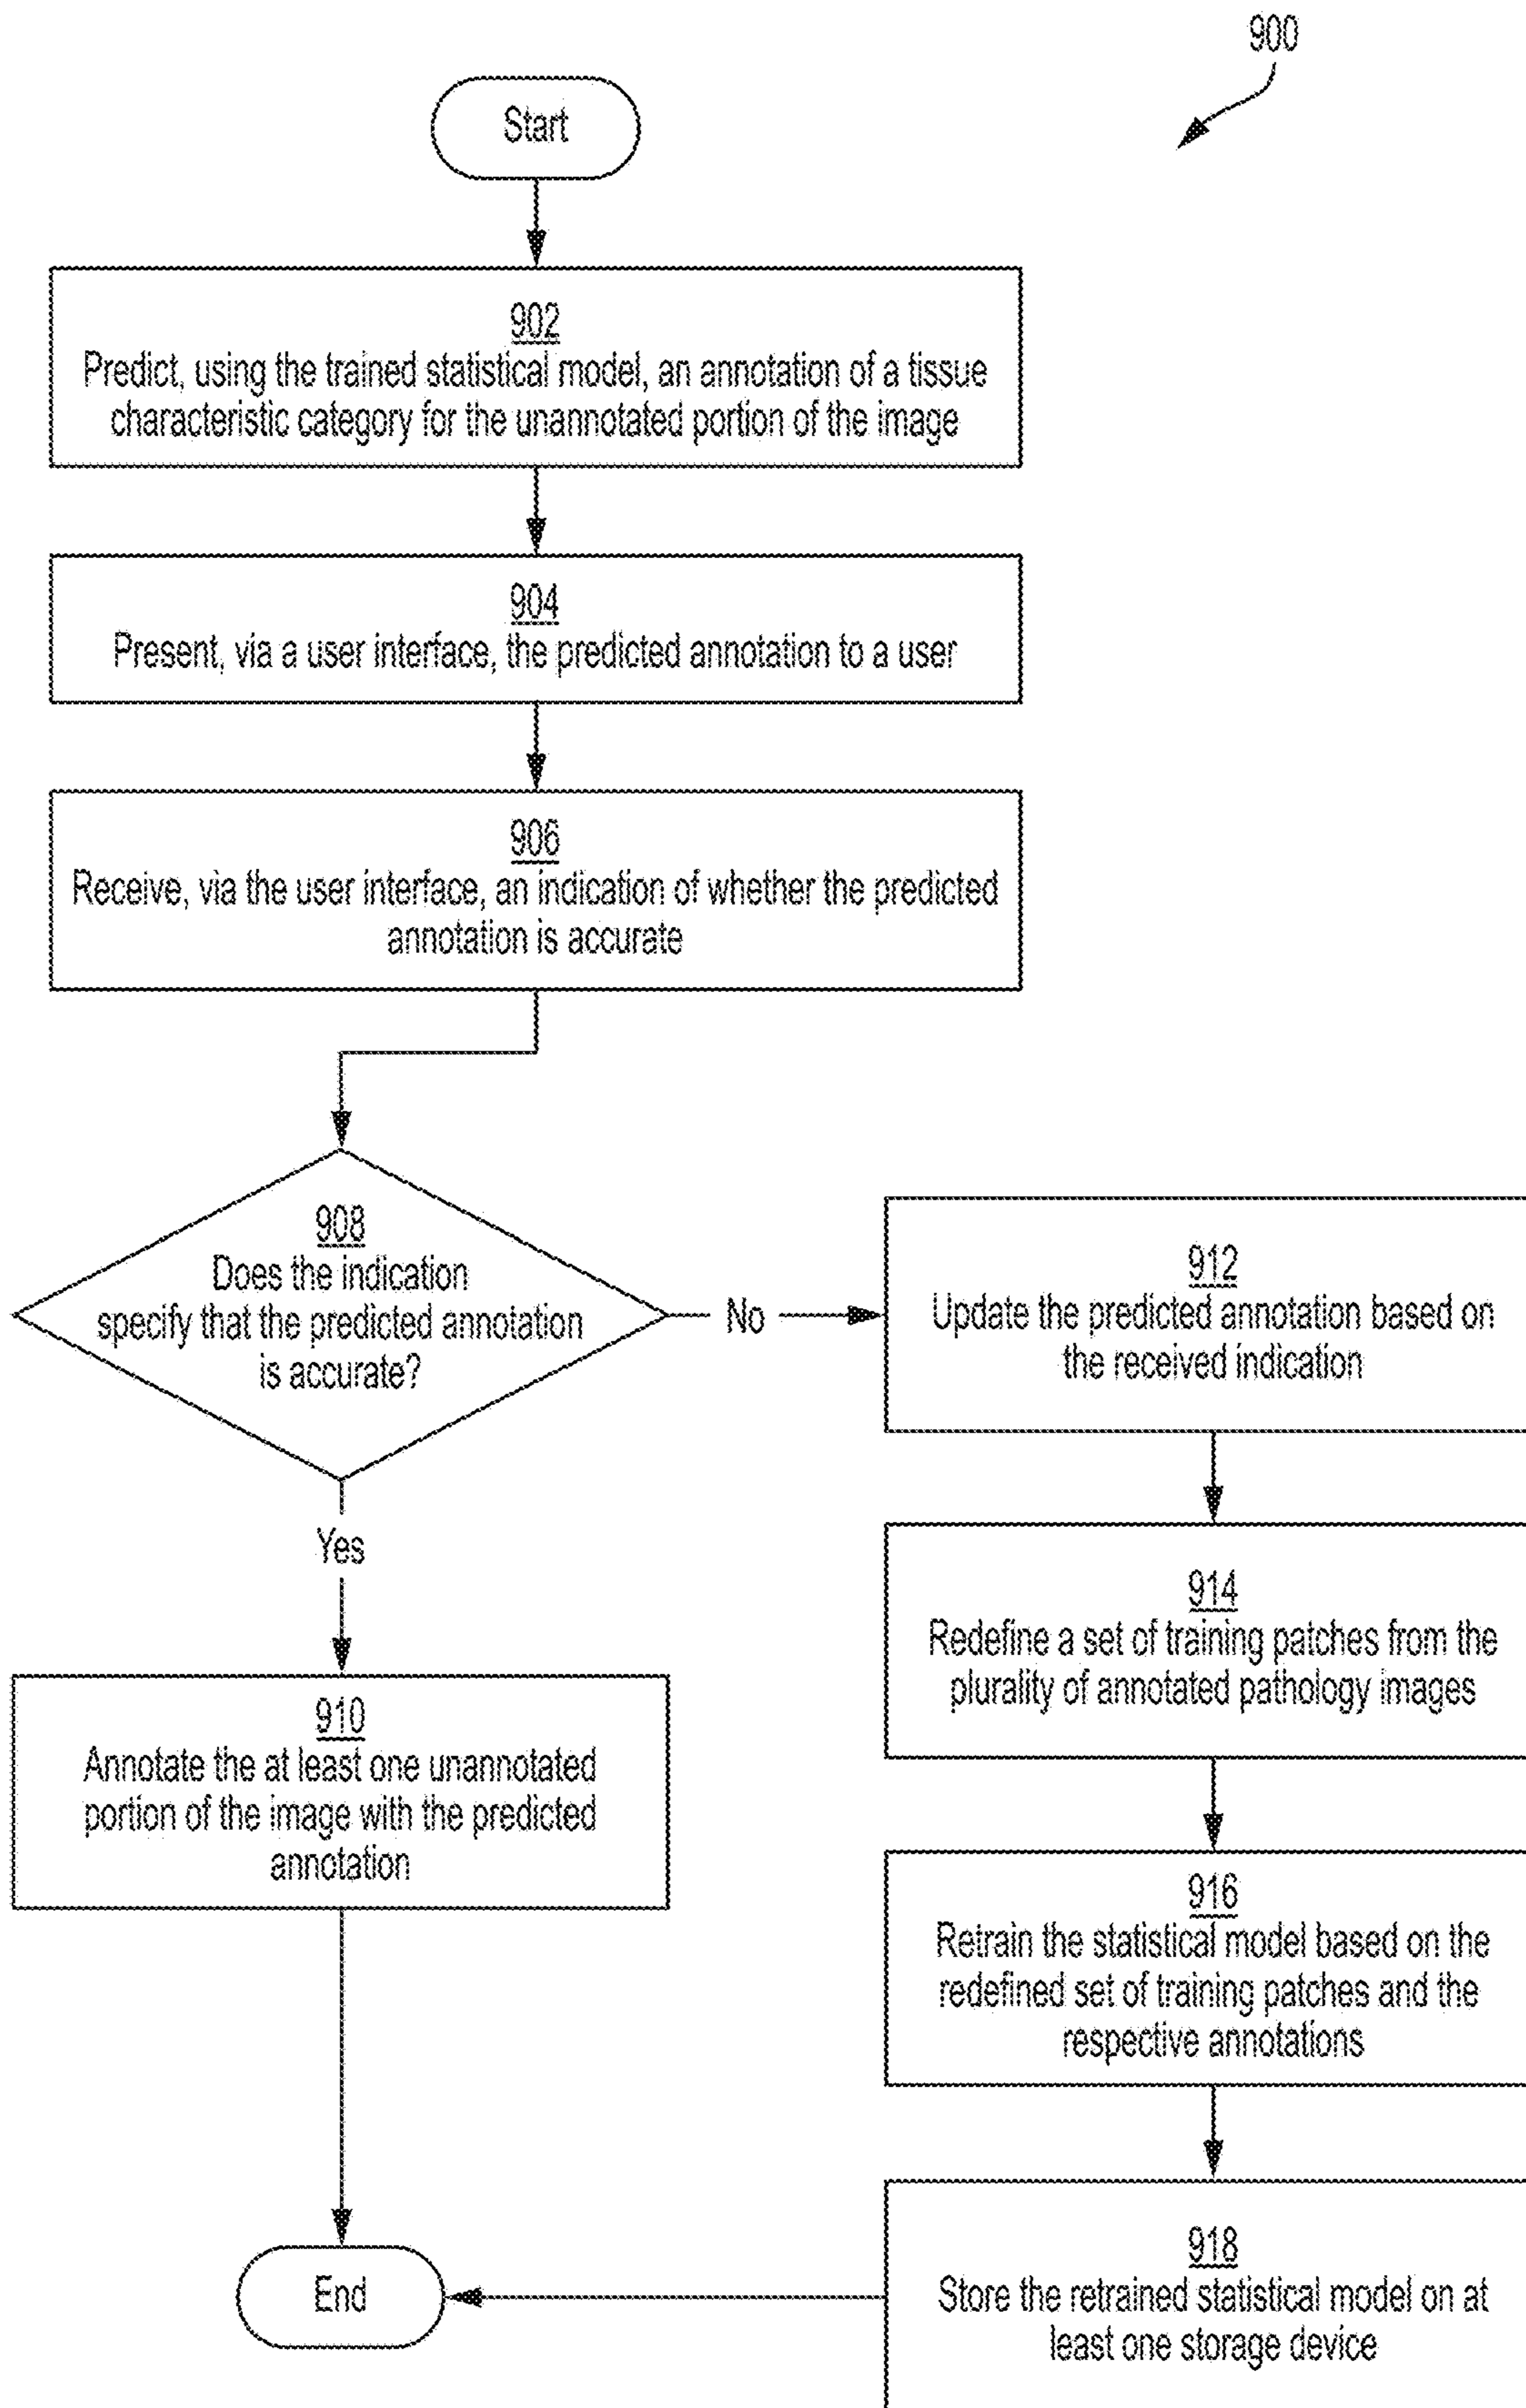 900
Start
902
Predict, using the trained statistical model, an annotation of a tissue
characteristic category for the unannotated portion of the image
904
Present, via a user interface, the predicted annotation to a user
906
Receive, via the user interface, an indication of whether the predicted
annotation is accurate
908
Does the indication
specify that the predicted annotation
is accurate?
No
Yes
910
Annotate the at least one unannotated
portion of the image with the predicted
annotation
912
Update the predicted annotation based on
the received indication
914
Redefine a set of training patches from the
plurality of annotated pathology images
916
Retrain the statistical model based on the
redefined set of training patches and the
respective annotations
918
Store the retrained statistical model on at
least one storage device
End